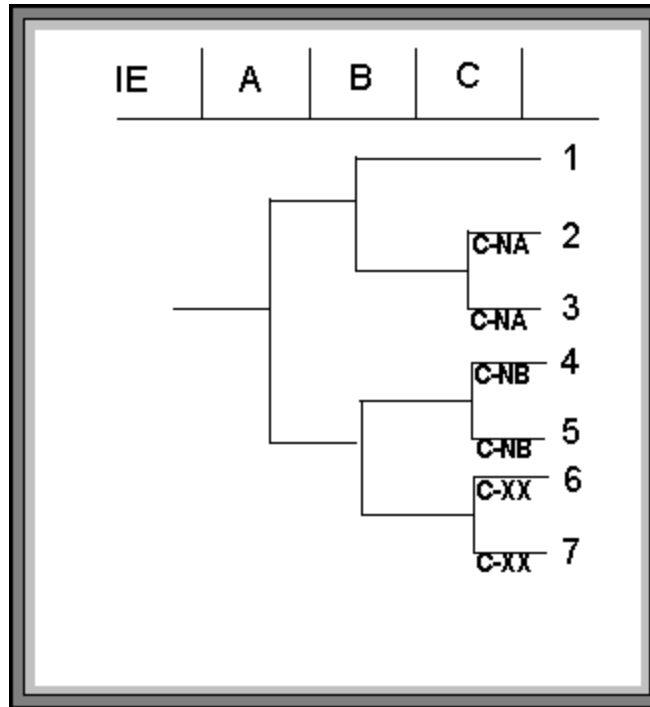 IE A B C
1
C-NA 2
C-NA 3
C-NB 4
C-NB 5
C-XX 6
C-XX 7